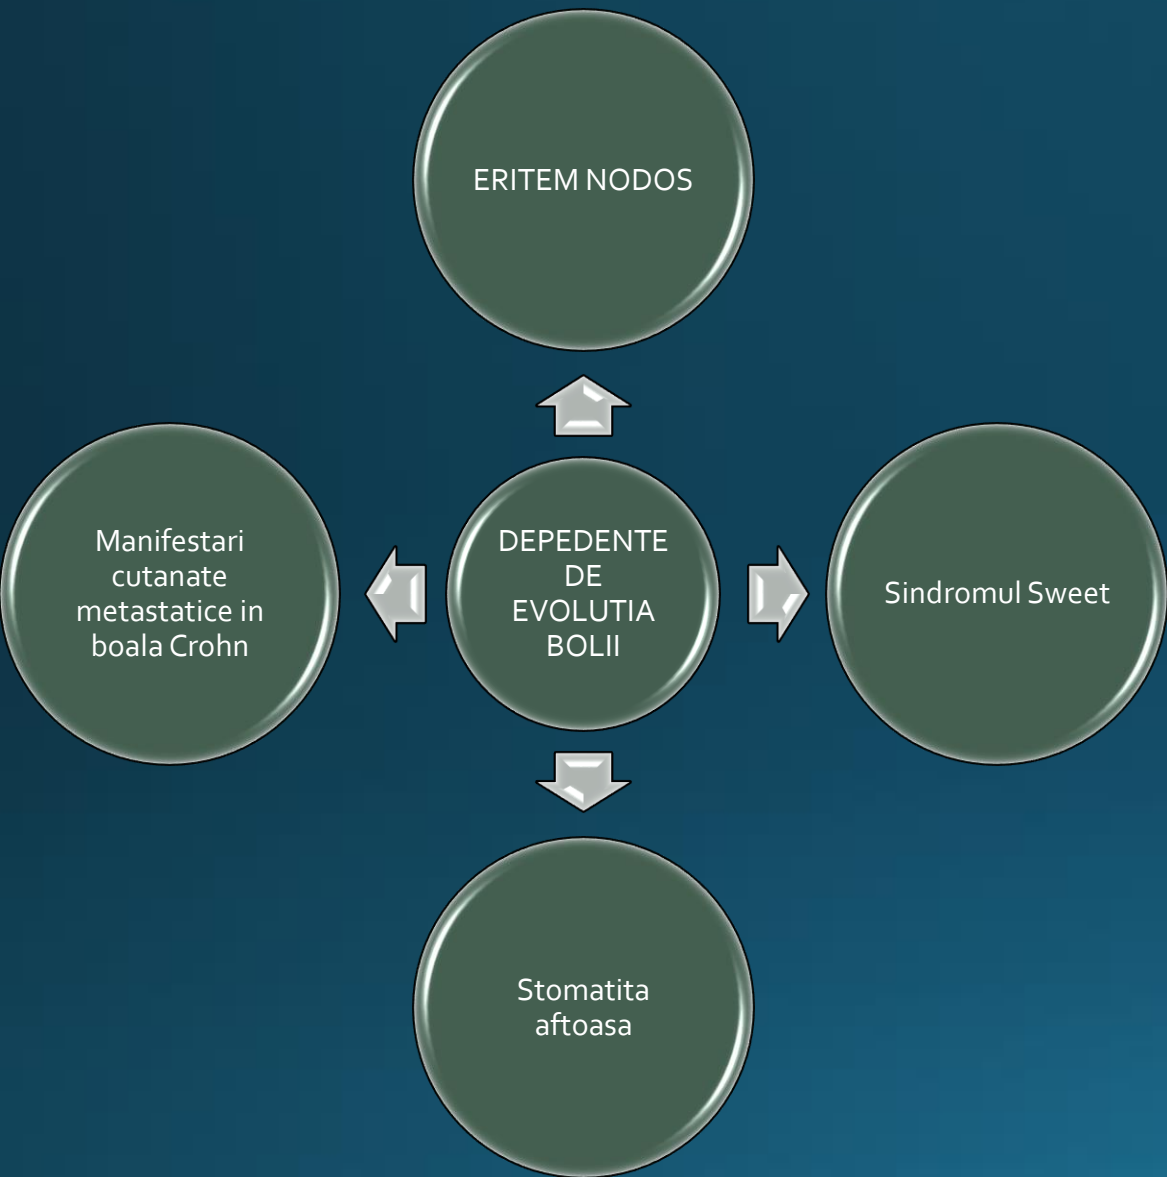 ERITEM NODOS
Manifestari
cutanate
metastatice in
boala Crohn
DEPEDENTE
DE
EVOLUTIA
BOLII
Sindromul Sweet
Stomatita
aftoasa